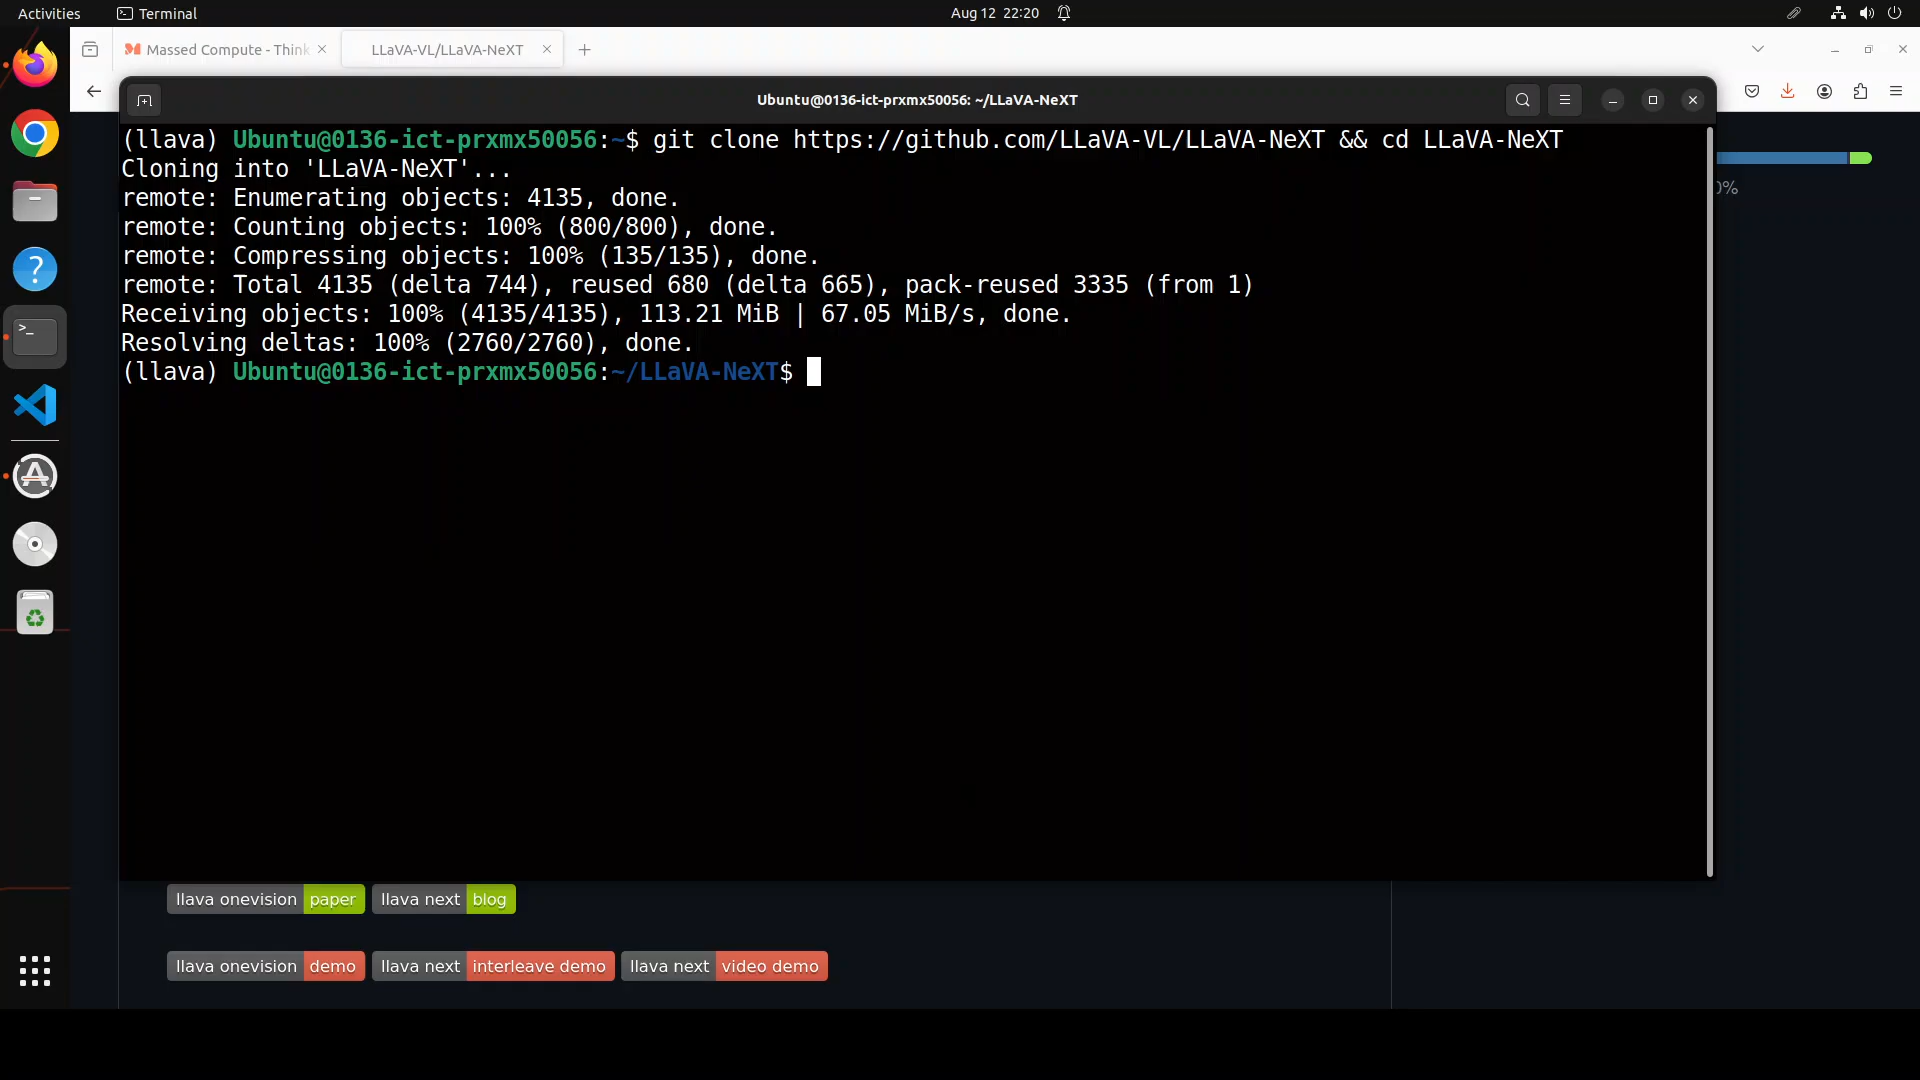 Activities
Terminal
Aug 12 22:20
Massed Compute - Think
LLaVA-VL/LLaVA-NeXT
Ubuntu@0136-ict-prxmx50056: ~/LLaVA-NeXT
(llava) Ubuntu@0136-ict-prxmx50056:~$ git clone https://github.com/LLaVA-VL/LLaVA-NeXT && cd LLaVA-NeXT
Cloning into 'LLaVA-NeXT'...
remote: Enumerating objects: 4135, done.
remote: Counting objects: 100% (800/800), done.
remote: Compressing objects: 100% (135/135), done.
remote: Total 4135 (delta 744), reused 680 (delta 665), pack-reused 3335 (from 1)
Receiving objects: 100% (4135/4135), 113.21 MiB | 67.05 MiB/s, done.
Resolving deltas: 100% (2760/2760), done.
(llava) Ubuntu@0136-ict-prxmx50056:~/LLaVA-NeXT$
llava onevision paper llava next blog
llava onevision demo llava next interleave demo llava next video demo